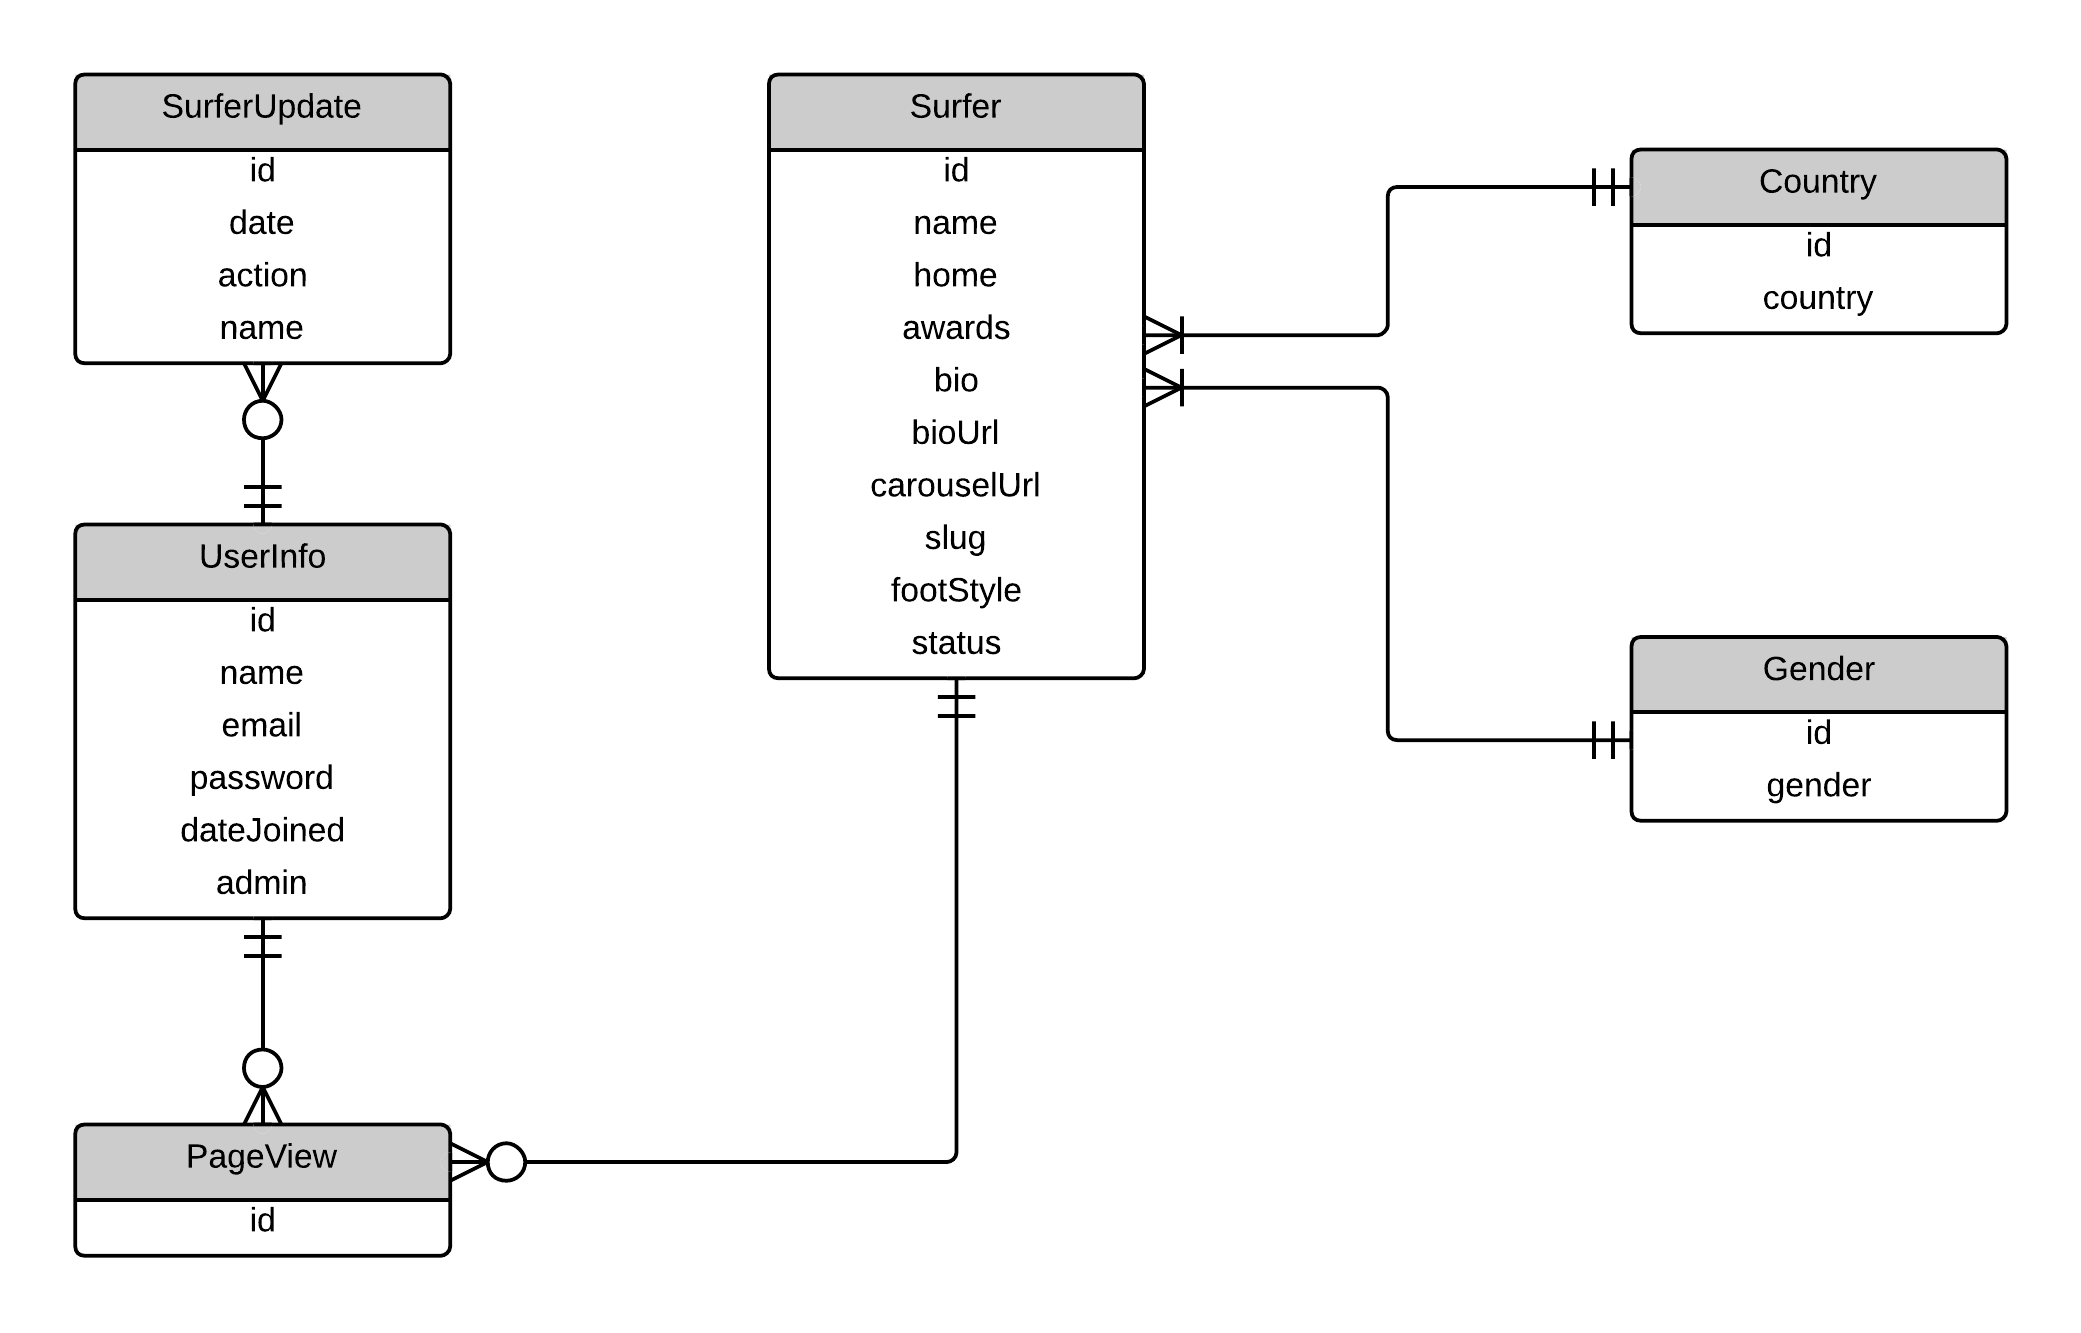 SurferUpdate
id
date
action
name
UserInfo
id
name
email
password
dateJoined
admin
PageView
id
Surfer
id
name
home
awards
bio
bioUrl
carouselUrl
slug
footStyle
status
Country
id
country
Gender
id
gender